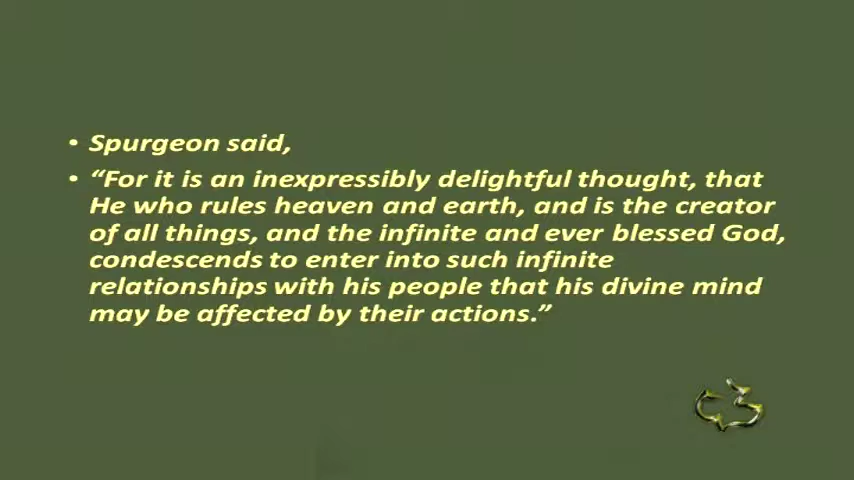 • Spurgeon said,
• “For it is an inexpressibly delightful thought, that
He who rules heaven and earth, and is the creator
of all things, and the infinite and ever blessed God,
condescends to enter into such infinite
relationships with his people that his divine mind
may be affected by their actions.”